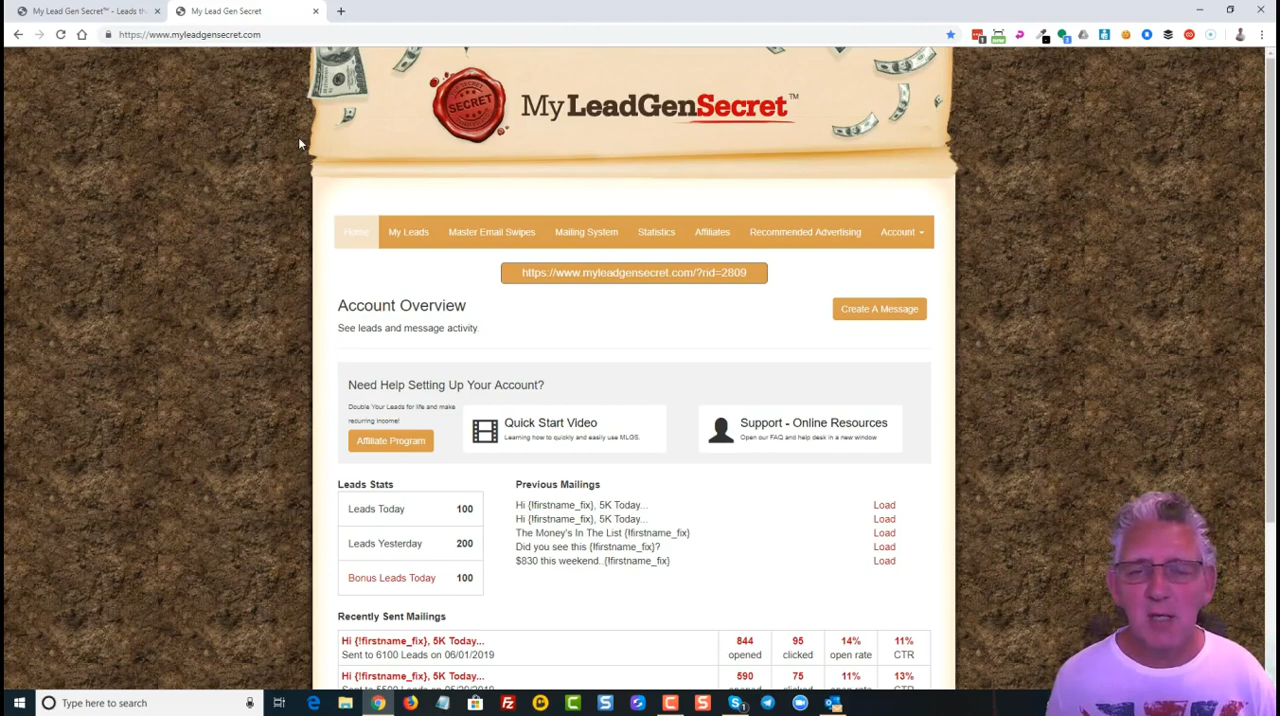 My Lead Gen Secret™ - Leads th
My Lead Gen Secret
https://www.myleadgensecret.com
SECRET
MyLeadGenSecret™
Home
My Leads
Master Email Swipes
Mailing System
Statistics
Affiliates
Recommended Advertising
Account
https://www.myleadgensecret.com/?rid=2809
Account Overview
Create A Message
See leads and message activity.
Need Help Setting Up Your Account?
Double Your Leads for life and make
recurring income!
Affiliate Program
Quick Start Video
Learning how to quickly and easily use MLGS.
Support - Online Resources
Open our FAQ and help desk in a new window
Leads Stats
Leads Today 100
Leads Yesterday 200
Bonus Leads Today 100
Previous Mailings
Hi {!firstname_fix}, 5K Today... Load
Hi {!firstname_fix}, 5K Today... Load
The Money's In The List {!firstname_fix} Load
Did you see this {!firstname_fix}? Load
$830 this weekend..{!firstname_fix} Load
Recently Sent Mailings
Hi {!firstname_fix}, 5K Today... 844 95 14% 11%
Sent to 6100 Leads on 06/01/2019 opened clicked open rate CTR
Hi {!firstname_fix}, 5K Today... 590 75 11% 13%
Type here to search